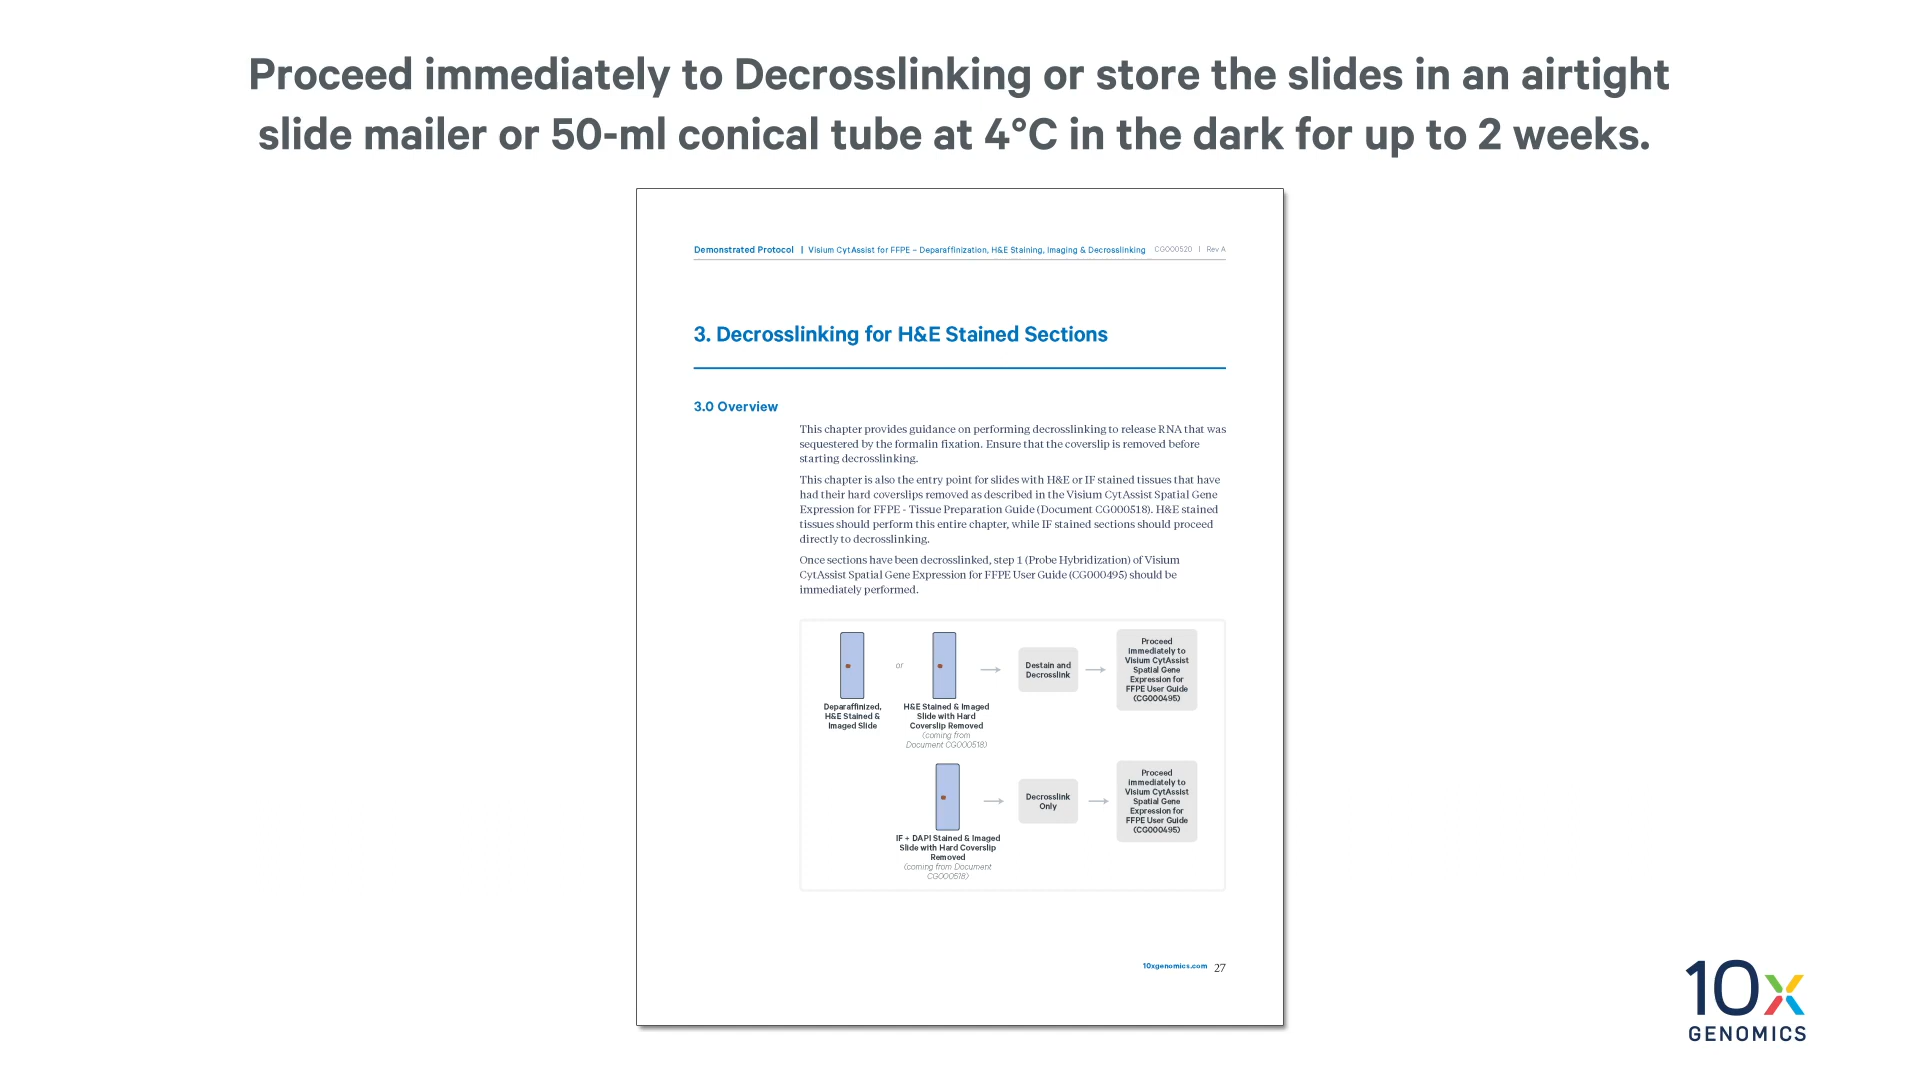 Proceed immediately to Decrosslinking or store the slides in an airtight
slide mailer or 50-ml conical tube at 4°C in the dark for up to 2 weeks.
Demonstrated Protocol | Visium CytAssist for FFPE – Deparaffinization, H&E Staining, Imaging & Decrosslinking CG000520 | Rev A
3. Decrosslinking for H&E Stained Sections
3.0 Overview
This chapter provides guidance on performing decrosslinking to release RNA that was
sequestered by the formalin fixation. Ensure that the coverslip is removed before
starting decrosslinking.
This chapter is also the entry point for slides with H&E or IF stained tissues that have
had their hard coverslips removed as described in the Visium CytAssist Spatial Gene
Expression for FFPE - Tissue Preparation Guide (Document CG000518). H&E stained
tissues should perform this entire chapter, while IF stained sections should proceed
directly to decrosslinking.
Once sections have been decrosslinked, step 1 (Probe Hybridization) of Visium
CytAssist Spatial Gene Expression for FFPE User Guide (CG000495) should be
immediately performed.
or
Deparaffinized,
H&E Stained &
Imaged Slide
H&E Stained & Imaged
Slide with Hard
Coverslip Removed
(coming from
Document CG000518)
Destain and
Decrosslink
Proceed
immediately to
Visium CytAssist
Spatial Gene
Expression for
FFPE User Guide
(CG000495)
IF + DAPI Stained & Imaged
Slide with Hard Coverslip
Removed
(coming from Document
CG000518)
Decrosslink
Only
Proceed
immediately to
Visium CytAssist
Spatial Gene
Expression for
FFPE User Guide
(CG000495)
10xgenomics.com 27
10x
GENOMICS